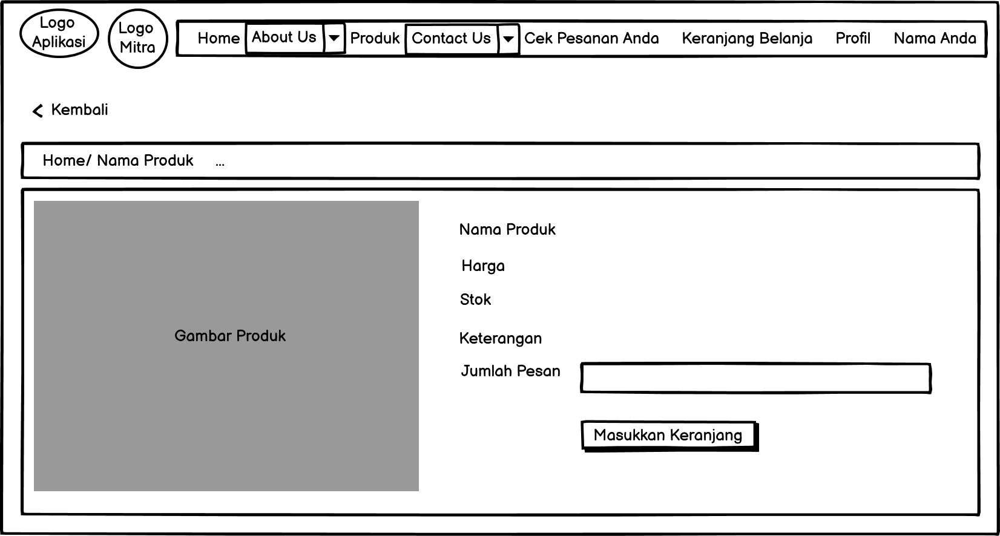 Logo
Aplikasi
Logo
Mitra
Home About Us Produk Contact Us Cek Pesanan Anda Keranjang Belanja Profil Nama Anda
Kembali
Home/ Nama Produk ...
Gambar Produk
Nama Produk
Harga
Stok
Keterangan
Jumlah Pesan
Masukkan Keranjang